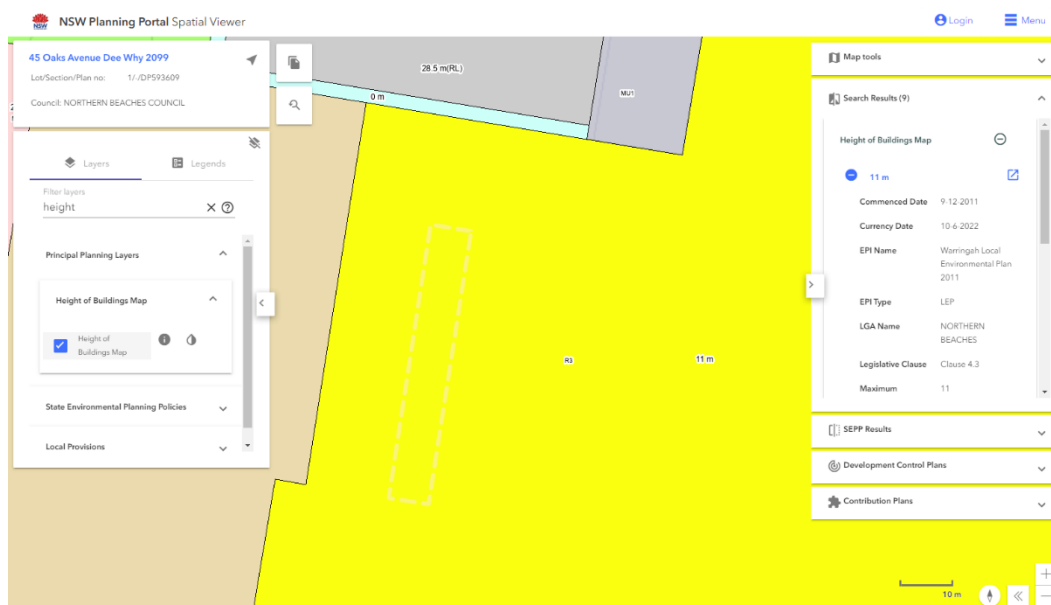 NSW Planning Portal Spatial Viewer
Login
Menu
45 Oaks Avenue Dee Why 2099
Lot/Section/Plan no: 1/-/DP593609
Council: NORTHERN BEACHES COUNCIL
Layers
Legends
Filter layers
height
Principal Planning Layers
Height of Buildings Map
Height of
Buildings Map
State Environmental Planning Policies
Local Provisions
28.5 m(RL)
0 m
MU1
R3
11 m
Map tools
Search Results (9)
Height of Buildings Map
11 m
Commenced Date 9-12-2011
Currency Date 10-6-2022
EPI Name Warringah Local
Environmental Plan
2011
EPI Type LEP
LGA Name NORTHERN
BEACHES
Legislative Clause Clause 4.3
Maximum 11
SEPP Results
Development Control Plans
Contribution Plans
10 m